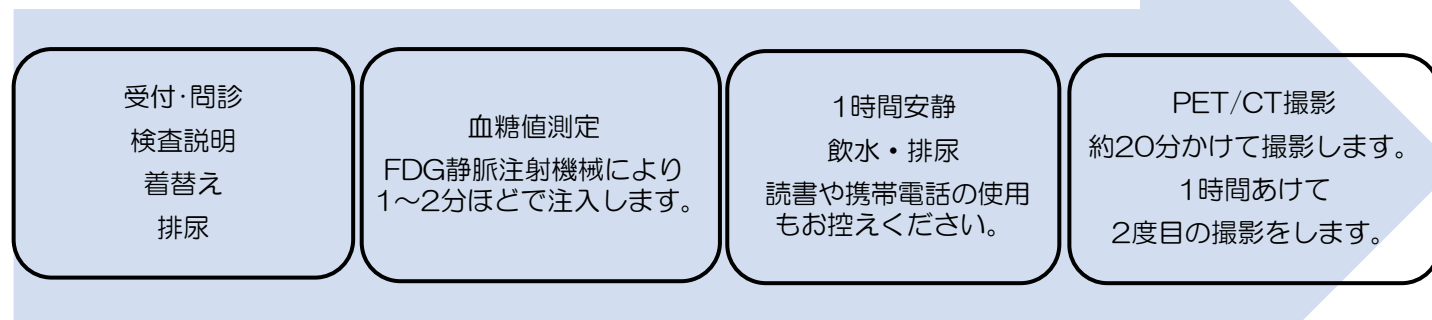 受付･問診
検査説明
着替え
排尿
血糖値測定
FDG静脈注射機械により
1～2分ほどで注入します。
1時間安静
飲水・排尿
読書や携帯電話の使用
もお控えください。
PET/CT撮影
約20分かけて撮影します。
1時間あけて
2度目の撮影をします。